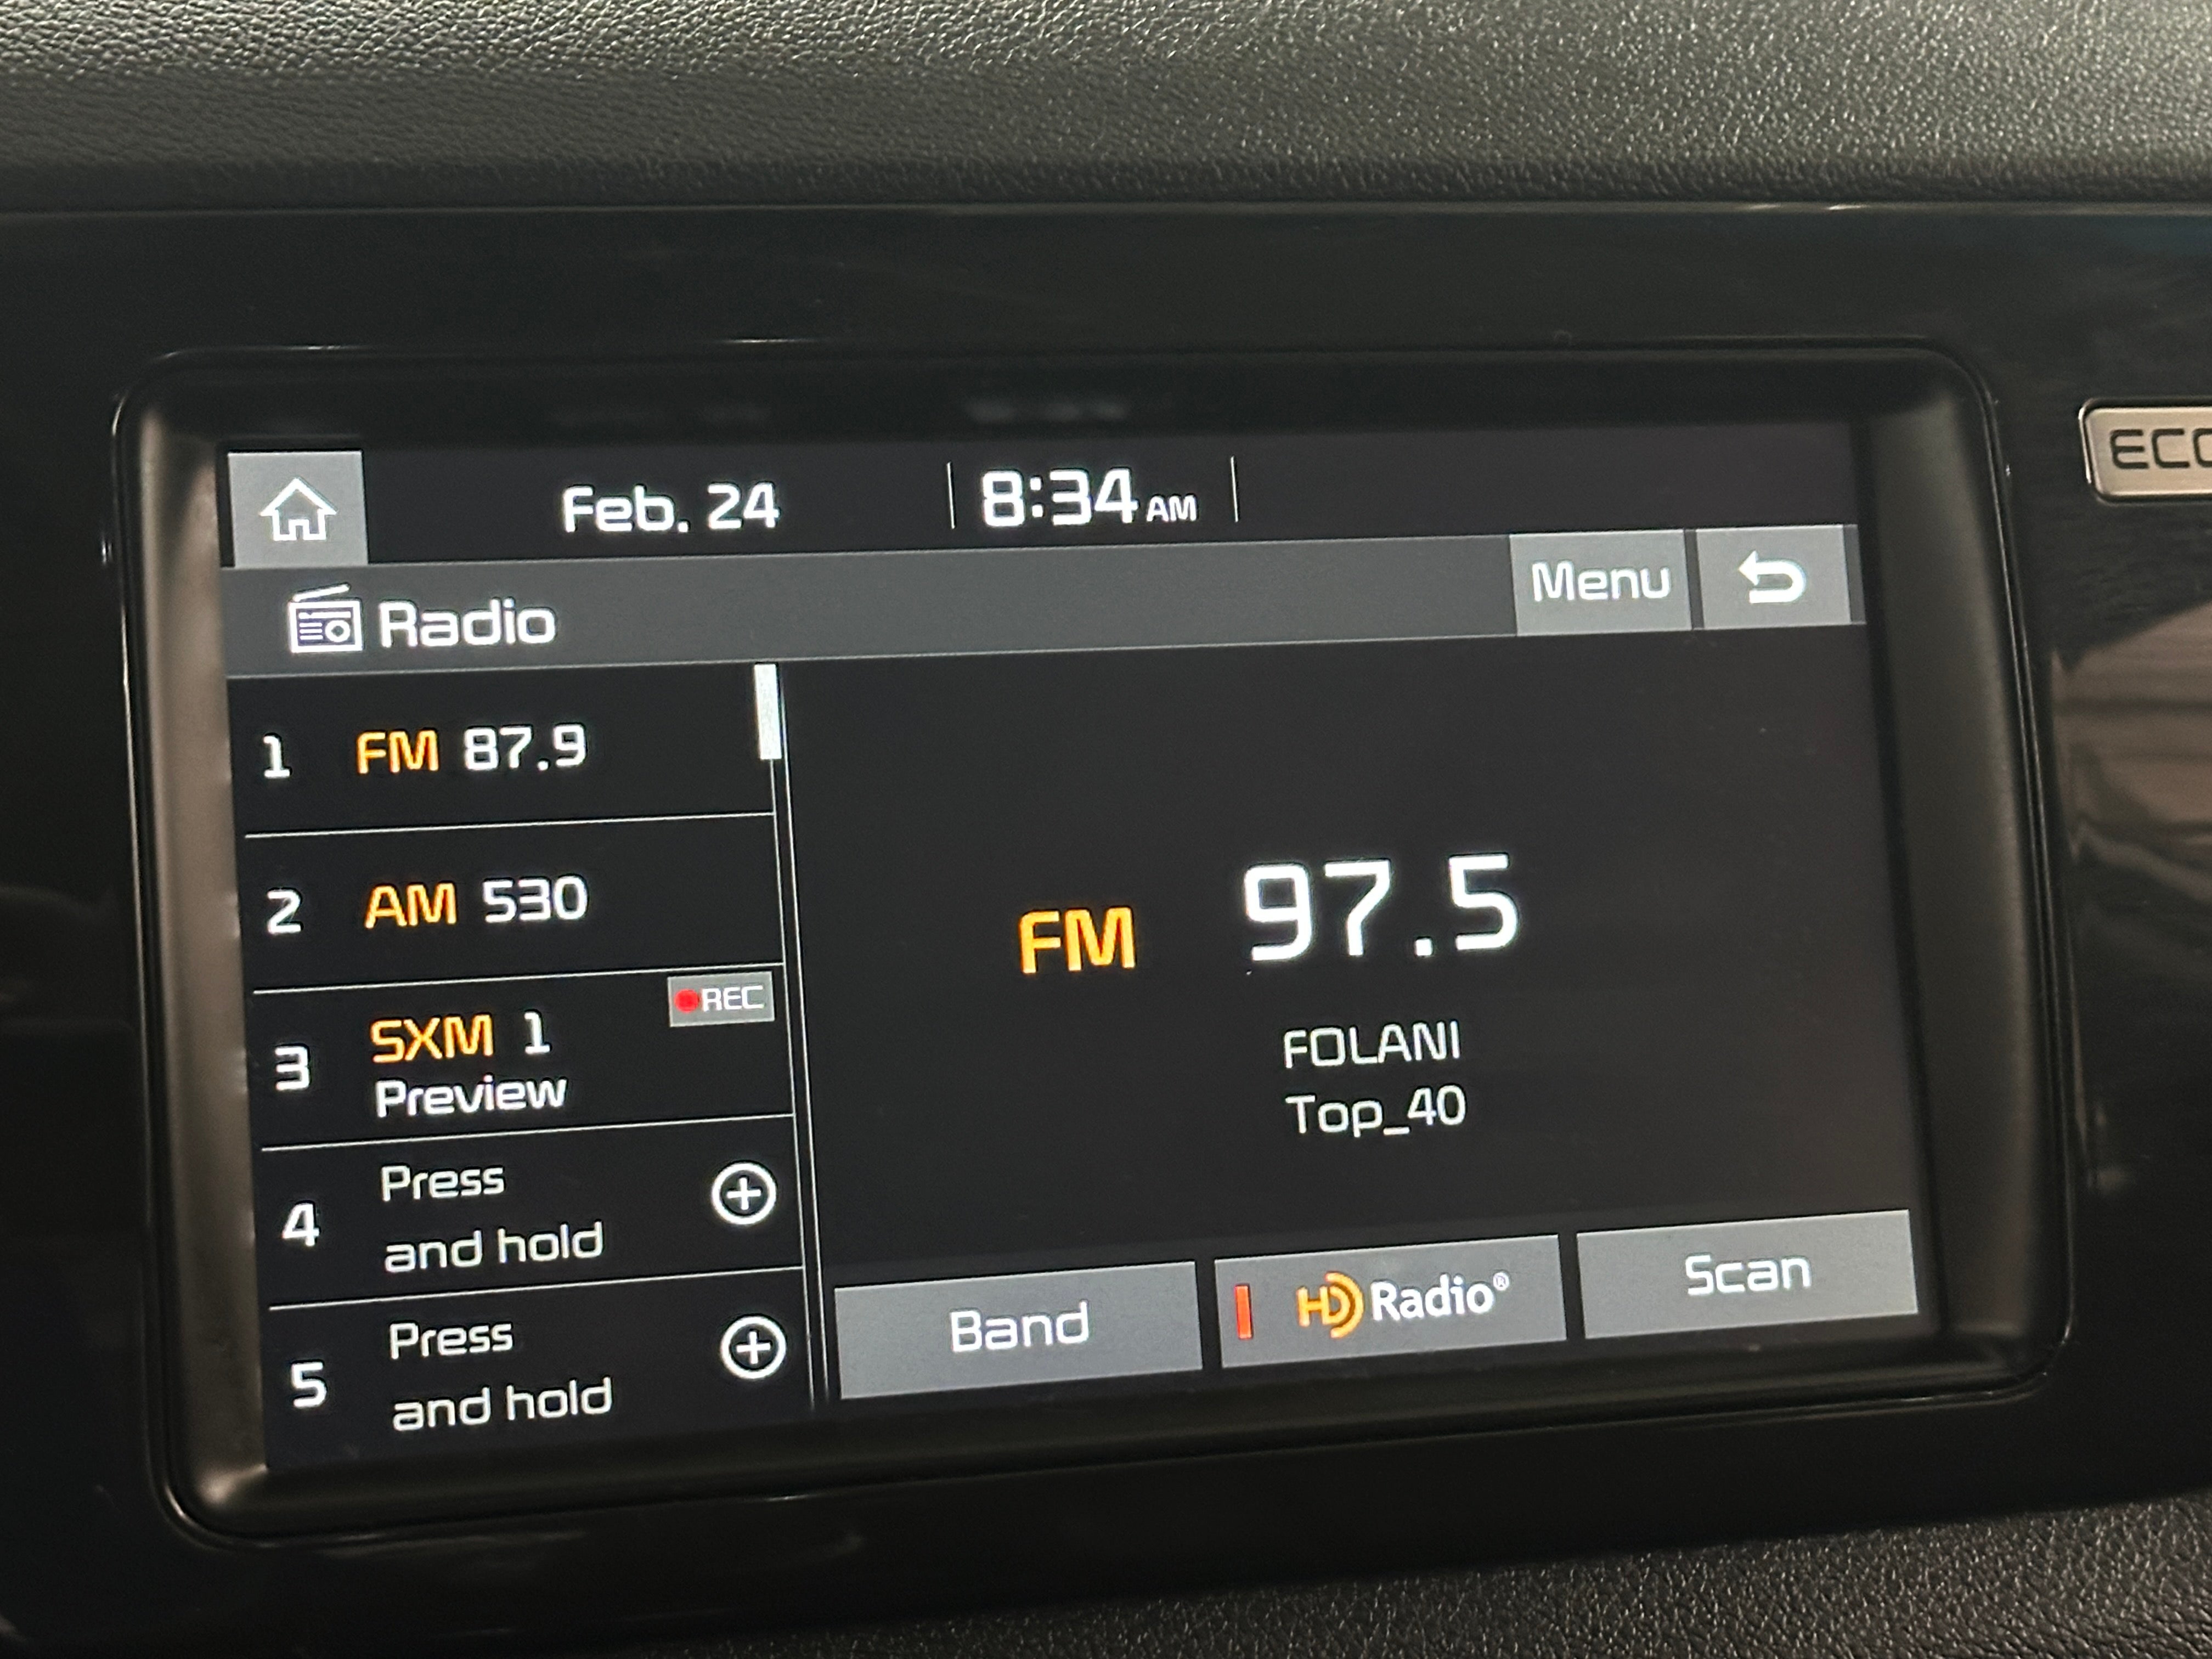 Feb. 24 8:34 AM
Radio Menu
1 FM 87.9
2 AM 530
3 SXM 1 REC
Preview
4 Press
and hold
5 Press
and hold
FM 97.5
FOLANI
Top_40
Band HD Radio® Scan
ECO